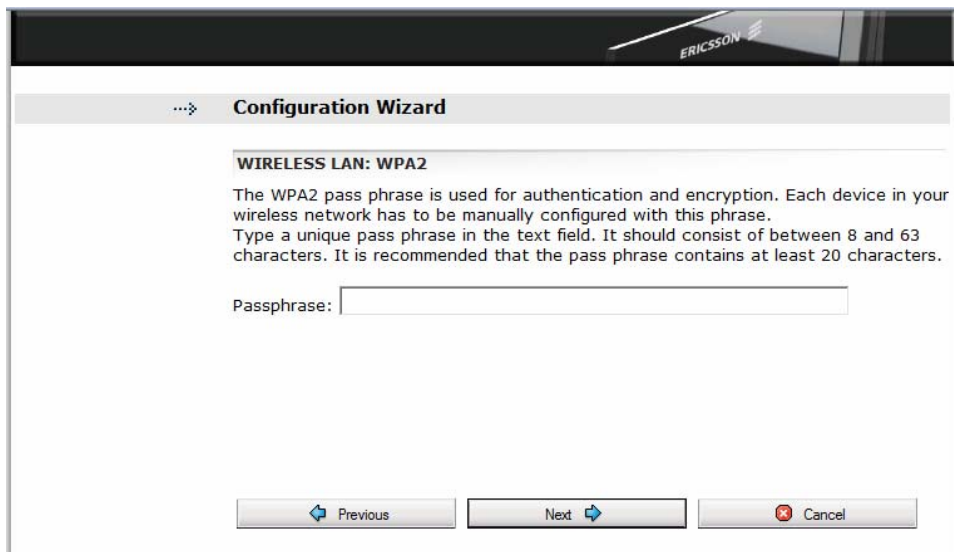 ERICSSON
Configuration Wizard
WIRELESS LAN: WPA2
The WPA2 pass phrase is used for authentication and encryption. Each device in your
wireless network has to be manually configured with this phrase.
Type a unique pass phrase in the text field. It should consist of between 8 and 63
characters. It is recommended that the pass phrase contains at least 20 characters.
Passphrase:
Previous
Next
Cancel